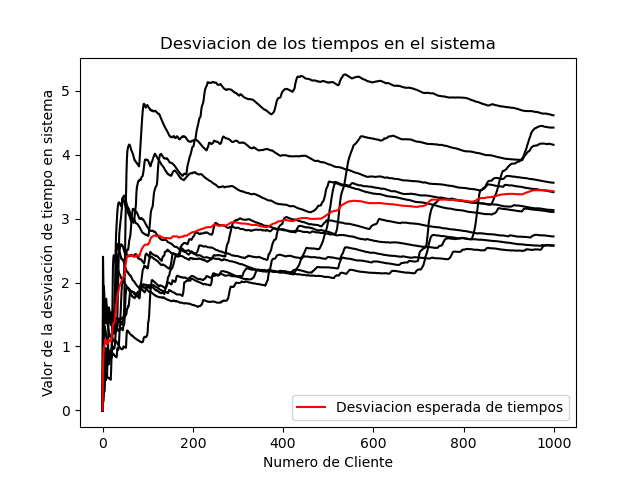 Desviacion de los tiempos en el sistema
Valor de la desviación de tiempo en sistema
5
4
3
2
1
0
0 200 400 600 800 1000
Numero de Cliente
Desviacion esperada de tiempos